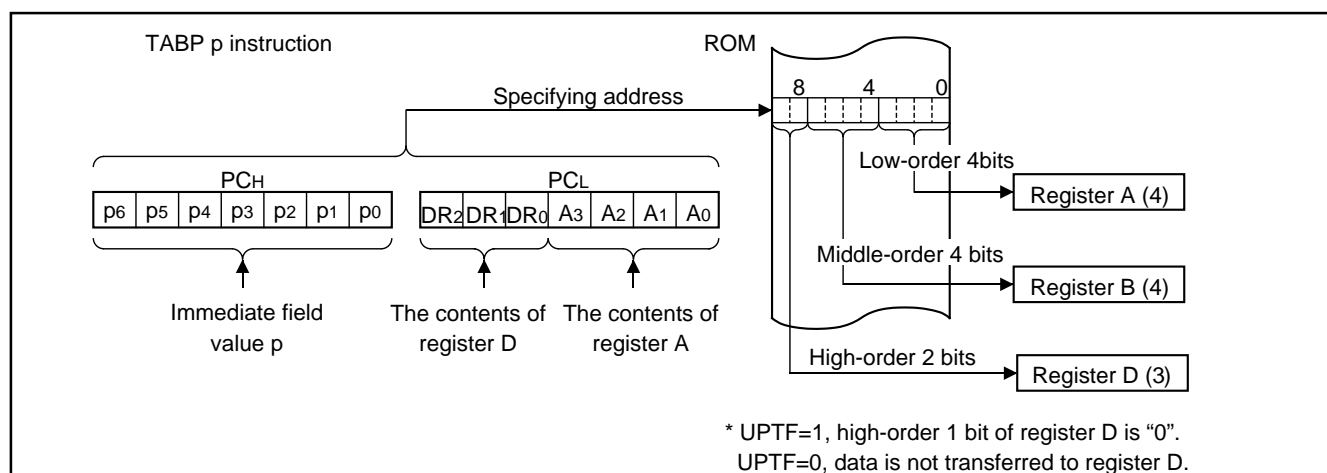 TABP p instruction
ROM
8 4 0
Specifying address
Low-order 4bits
PCH
PCL
Register A (4)
p6 p5 p4 p3 p2 p1 p0
DR2 DR1 DR0 A3 A2 A1 A0
Middle-order 4 bits
Register B (4)
Immediate field
value p
The contents of
register D
The contents of
register A
High-order 2 bits
Register D (3)
* UPTF=1, high-order 1 bit of register D is “0”.
UPTF=0, data is not transferred to register D.